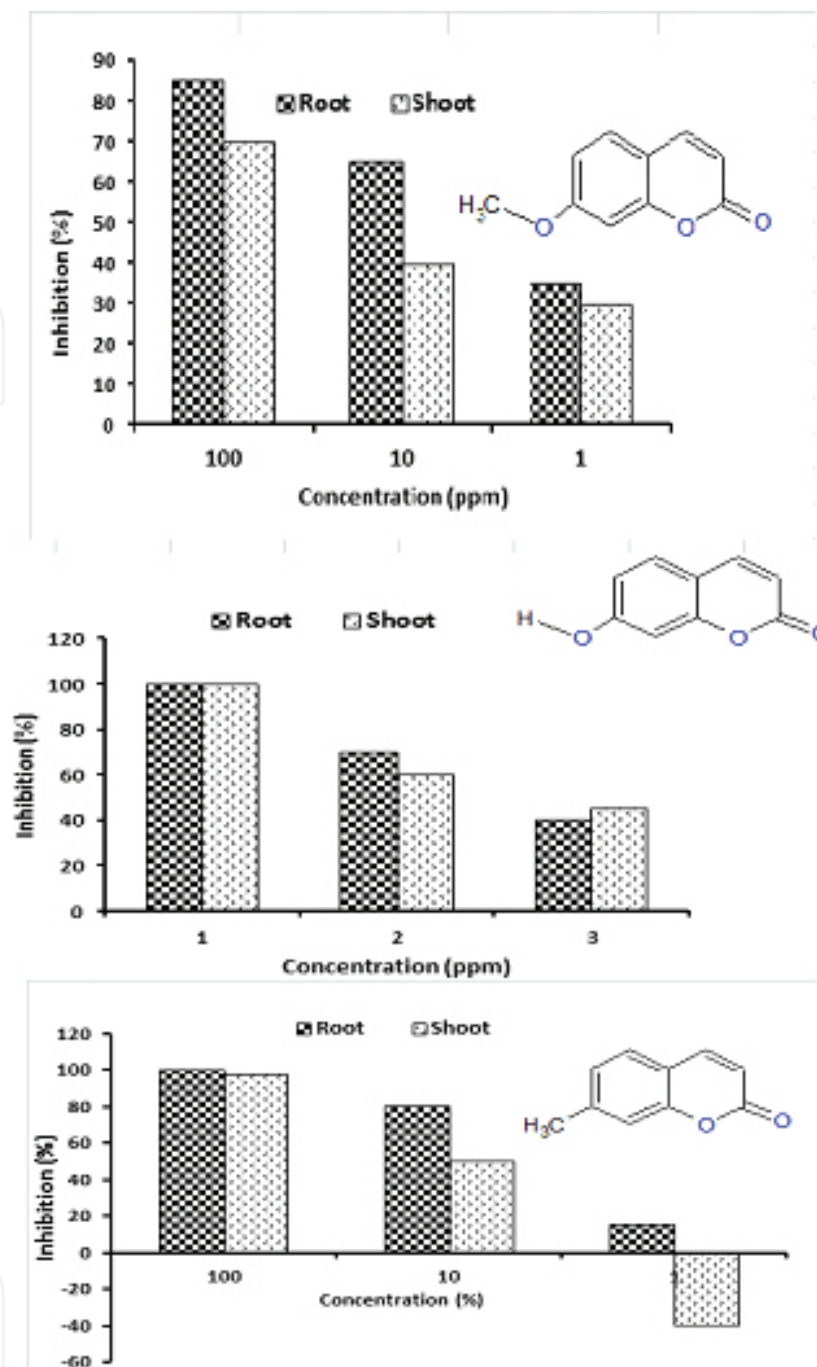 90
80
70
60
50
40
30
20
10
0
Inhibition (%)
Root Shoot
H₃C O O O
100 10 1
Concentration (ppm)
Root Shoot
H O O O
120
100
80
60
40
20
0
Inhibition (%)
1 2 3
Concentration (ppm)
Root Shoot
H₃C O O
120
100
80
60
40
20
0
-20
-40
-60
Inhibition (%)
100 10
Concentration (%)